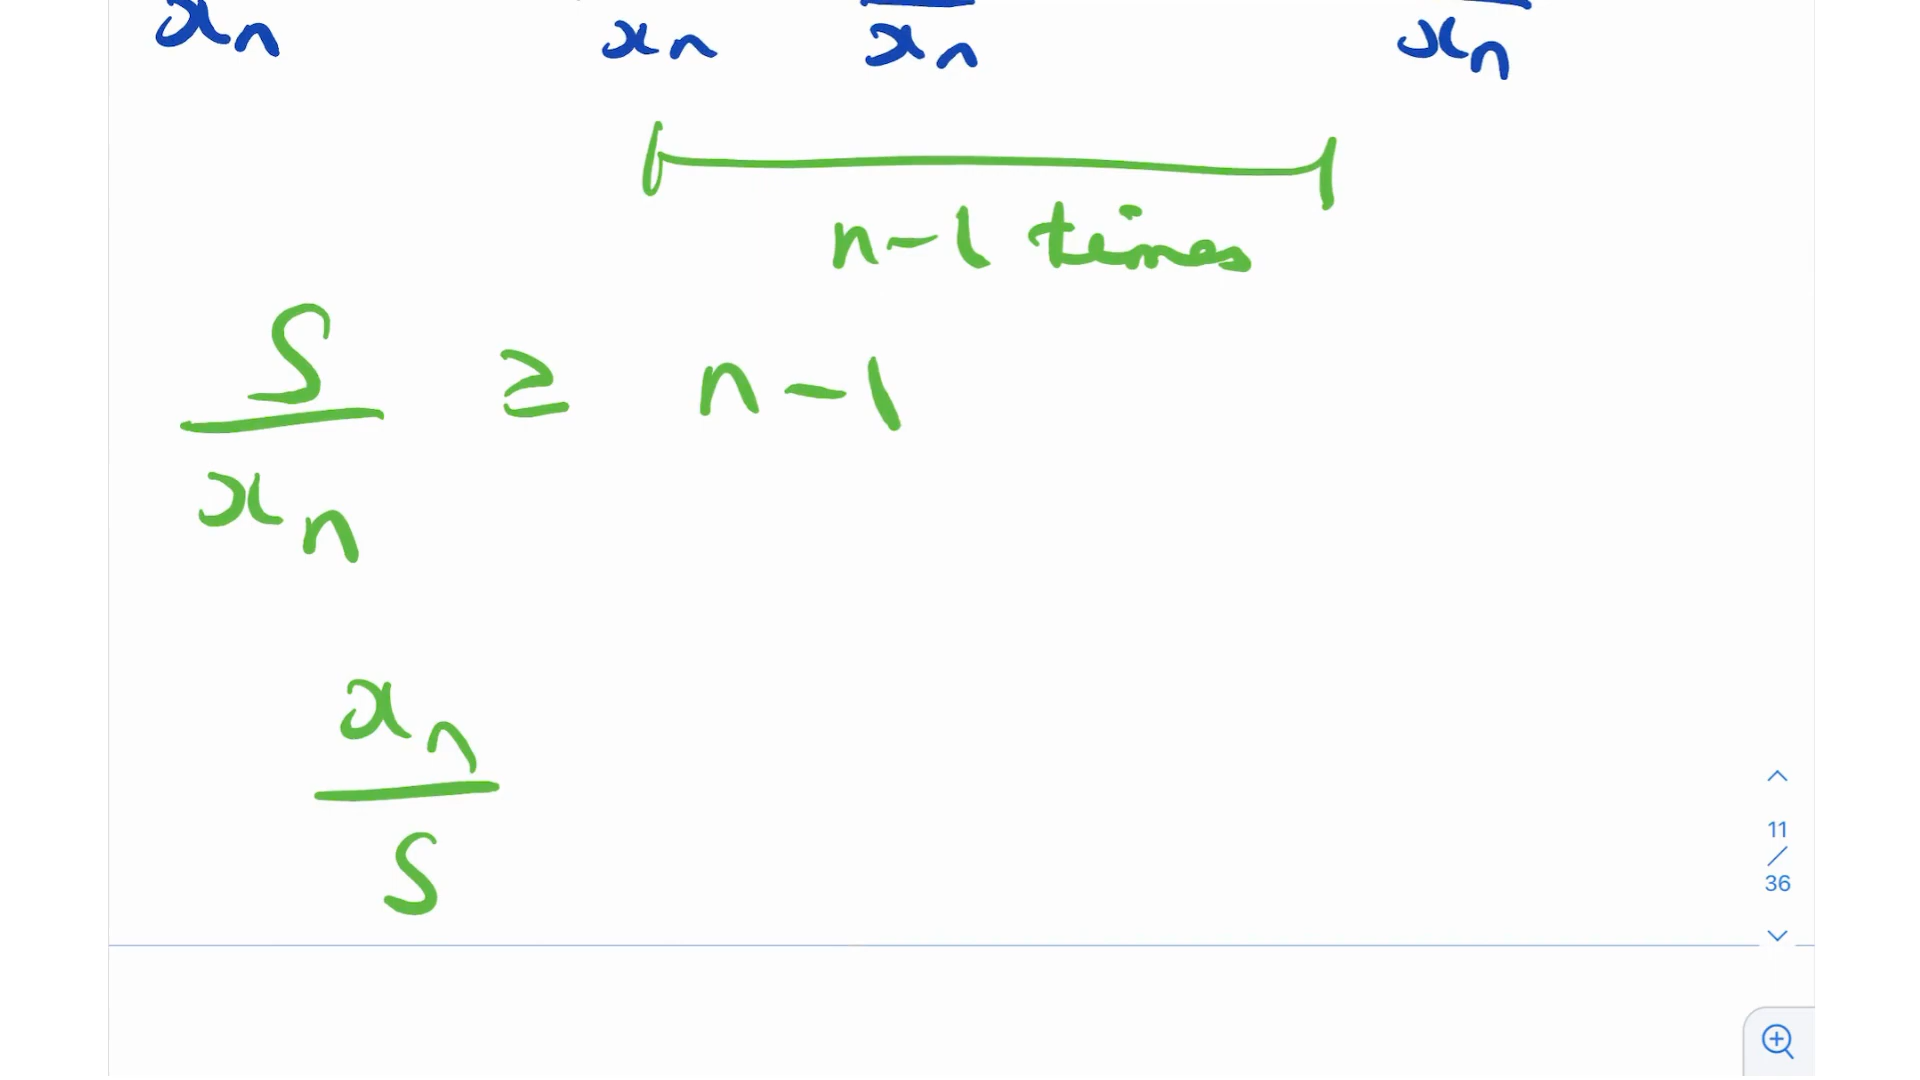 xn xn xn xn
n-1 times
S ≥ n-1
xn
xn
S
11
/
36